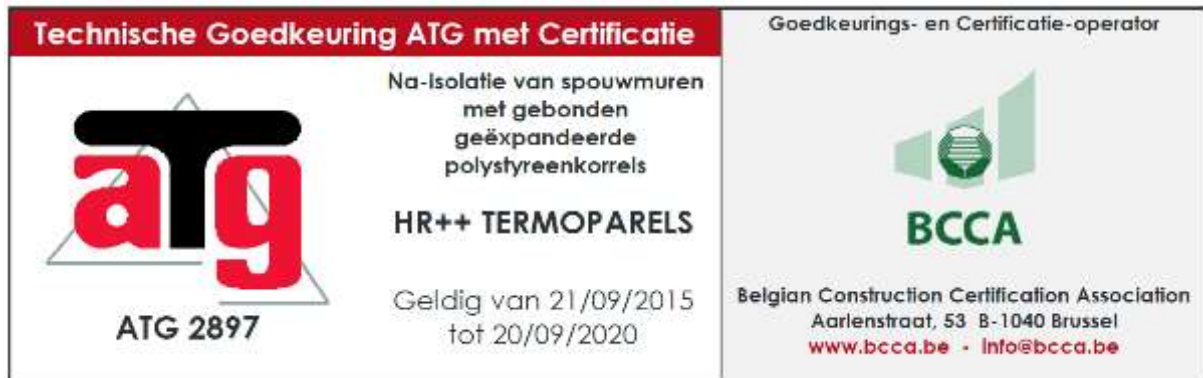 Technische Goedkeuring ATG met Certificatie
Na-Isolatie van spouwmuren
met gebonden
geëxpandeerde
polystyreenkorrels
HR++ TERMOPARELS
Geldig van 21/09/2015
tot 20/09/2020
aTg
ATG 2897
Goedkeurings- en Certificatie-operator
BCCA
Belgian Construction Certification Association
Aarlenstraat, 53 B-1040 Brussel
www.bcca.be - info@bcca.be